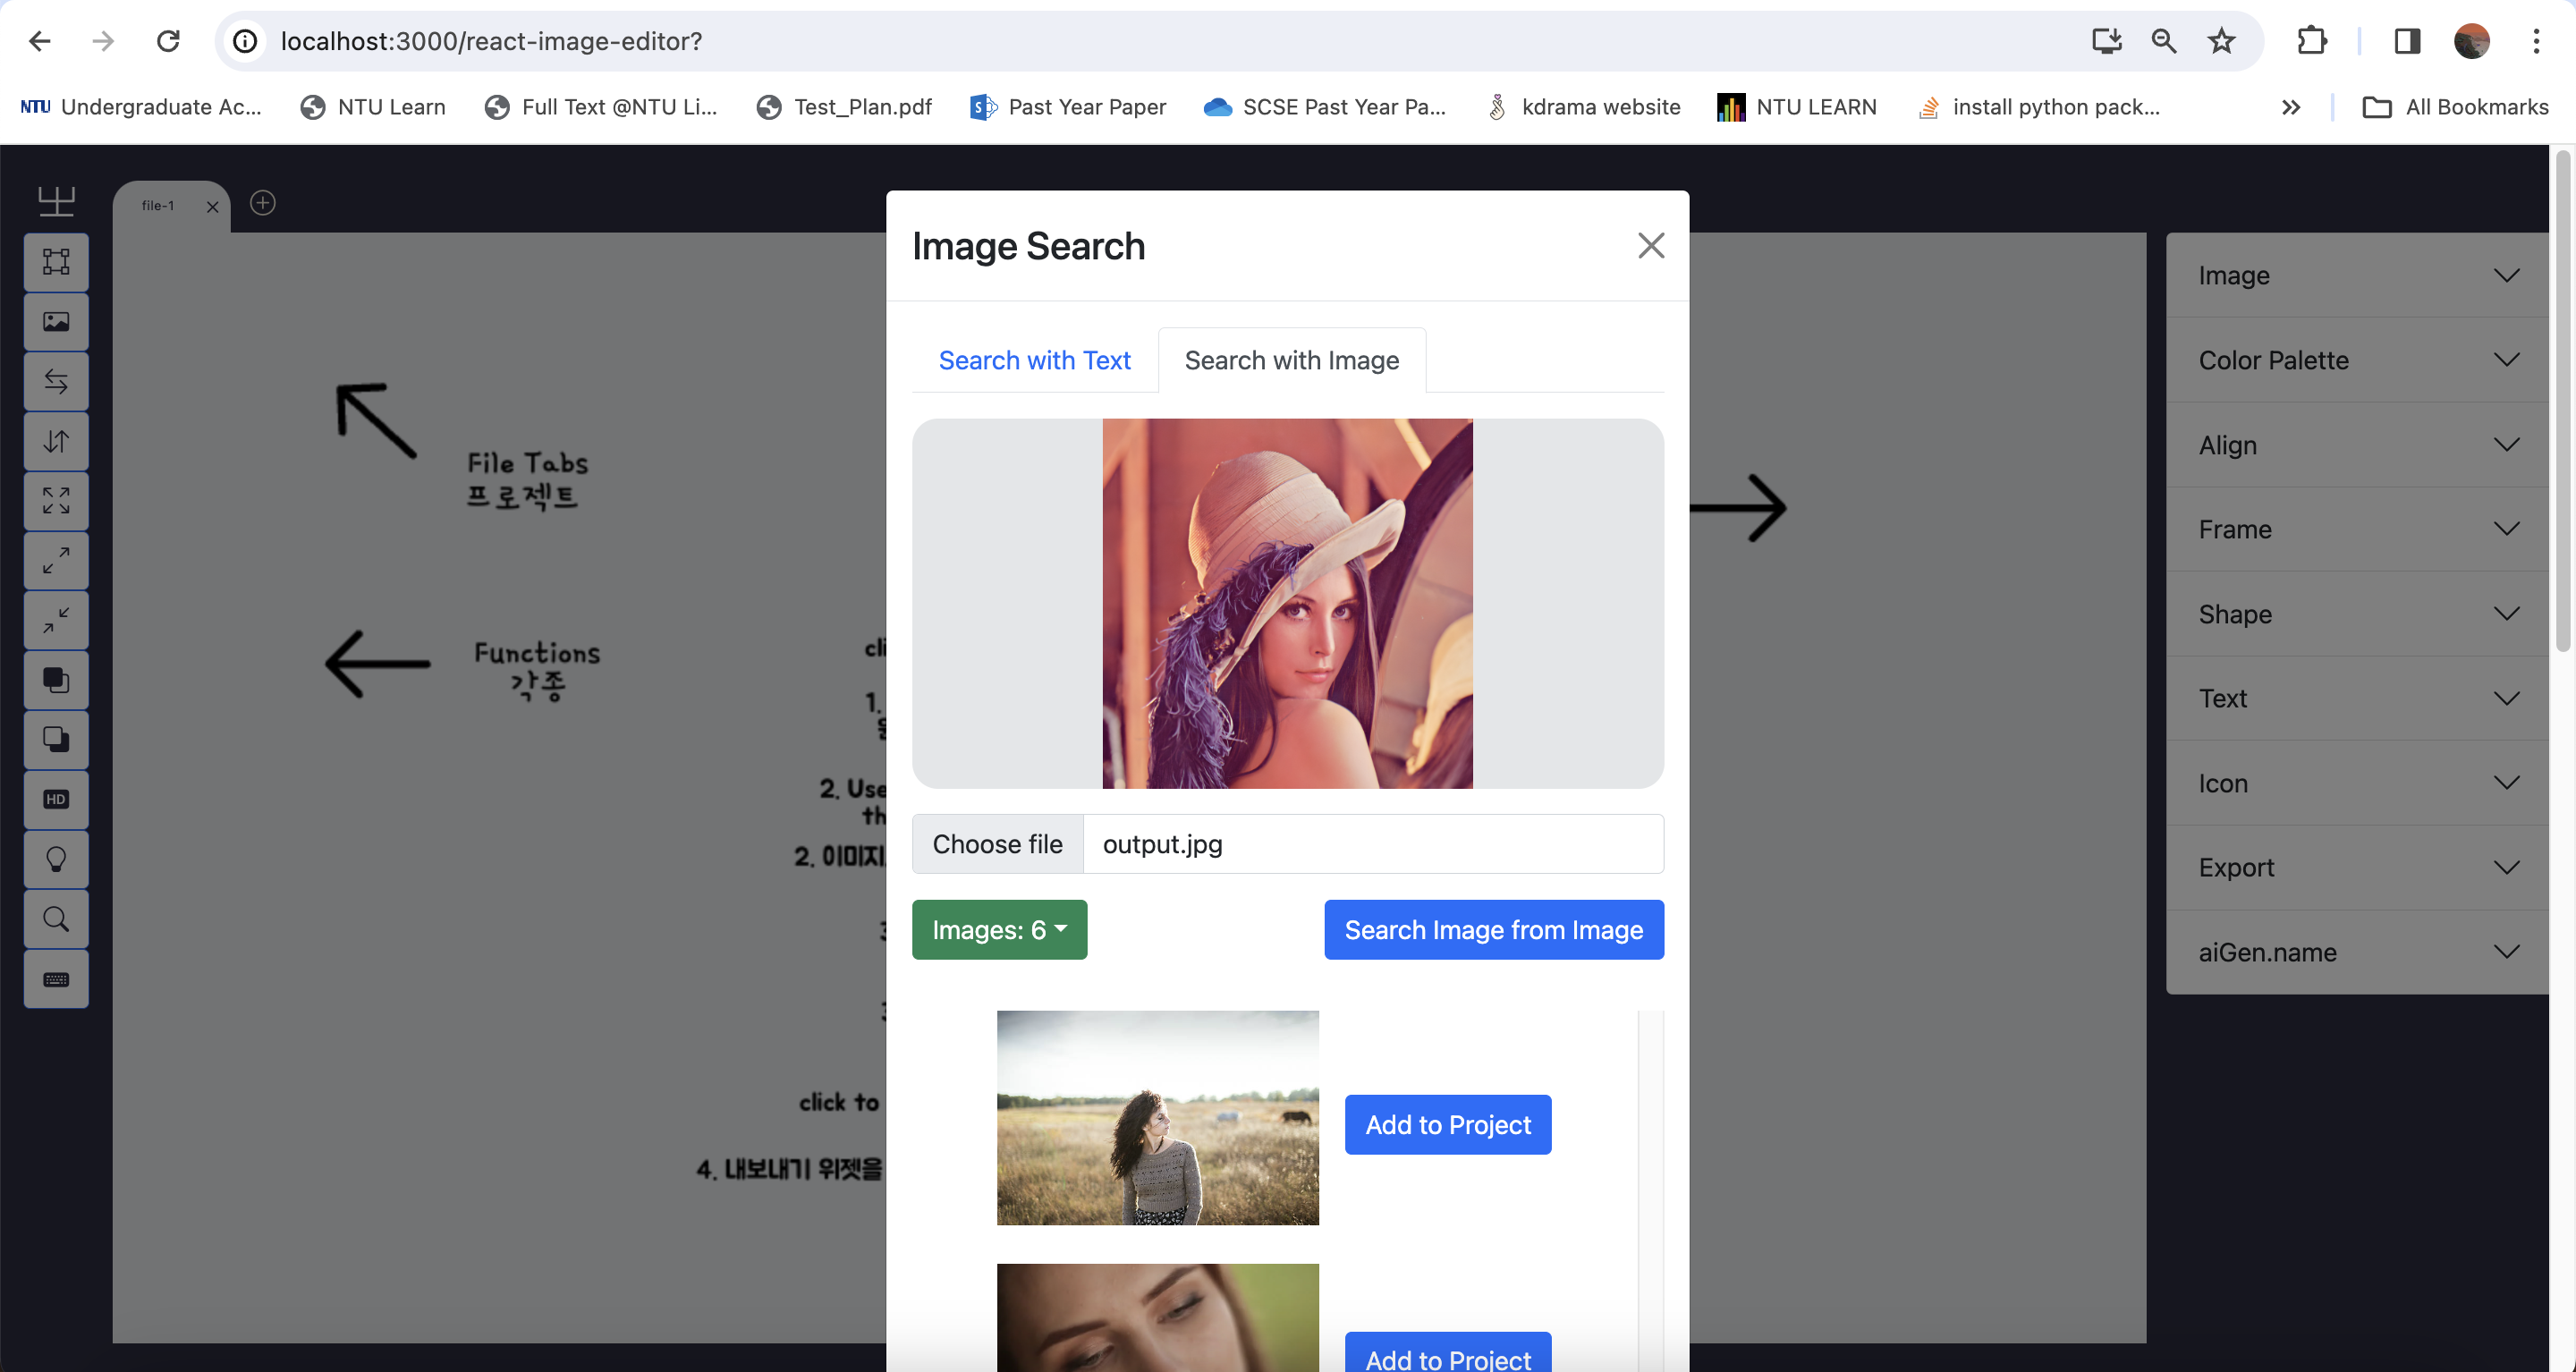 localhost:3000/react-image-editor?
NTU Undergraduate Ac...
NTU Learn
Full Text @NTU Li...
Test_Plan.pdf
Past Year Paper
SCSE Past Year Pa...
kdrama website
NTU LEARN
install python pack...
All Bookmarks
file-1
File Tabs
프로젝트
Functions
각종
cli
1.
2. Use
th
2. 이미지
click to
4. 내보내기 위젯을
HD
Image Search
Search with Text
Search with Image
Choose file
output.jpg
Images: 6
Search Image from Image
Add to Project
Add to Project
Image
Color Palette
Align
Frame
Shape
Text
Icon
Export
aiGen.name